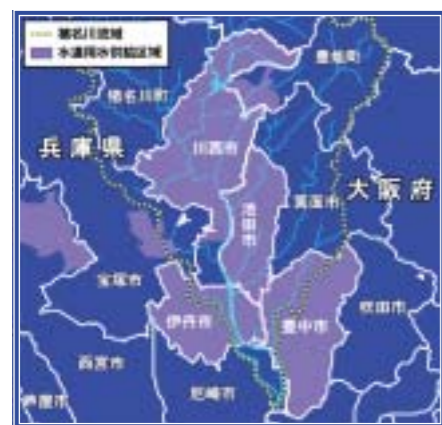 猪名川流域
水道用水供給区域
豊能町
猪名川町
兵庫県
川西市
大阪府
池田市
箕面市
宝塚市
伊丹市
豊中市
吹田市
西宮市
尼崎市
芦屋市